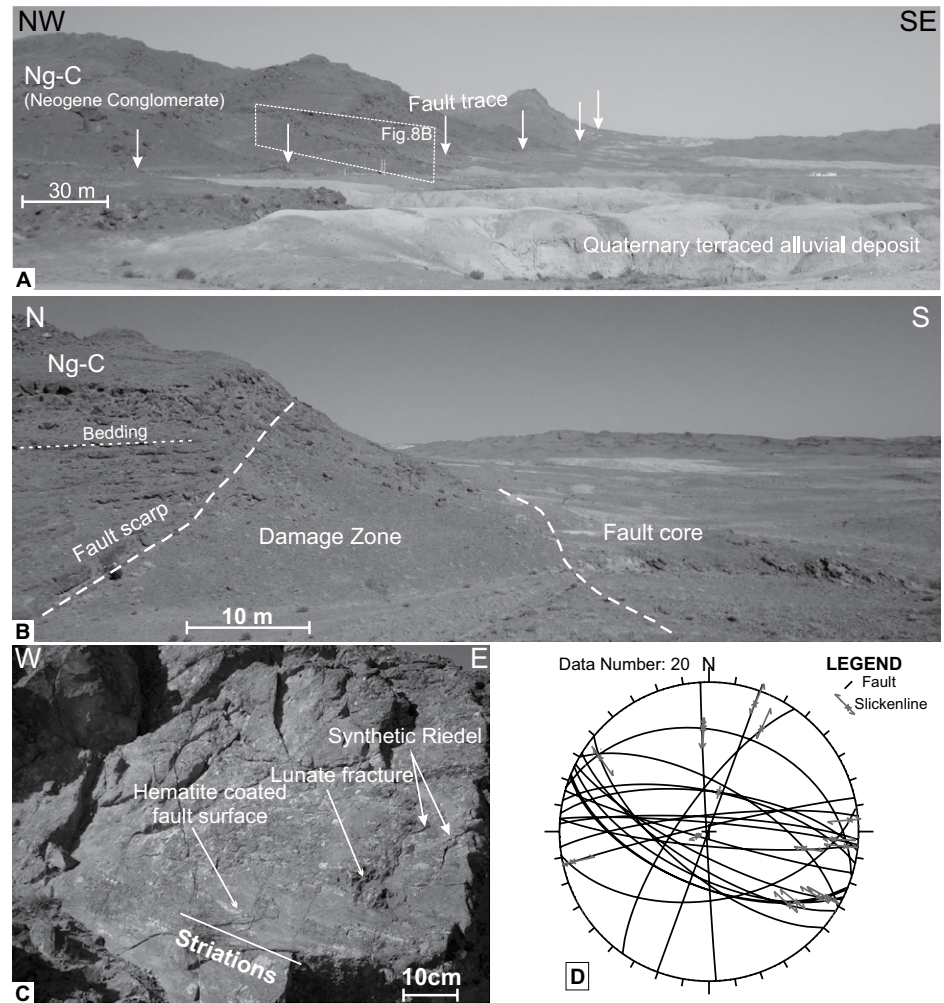 NW
SE
Ng-C
(Neogene Conglomerate)
Fault trace
Fig.8B
30 m
Quaternary terraced alluvial deposit
A
N
S
Ng-C
Bedding
Fault scarp
Damage Zone
Fault core
10 m
B
W
E
Synthetic Riedel
Lunate fracture
Hematite coated
fault surface
Striations
10cm
C
Data Number: 20
N
LEGEND
Fault
Slickenline
D